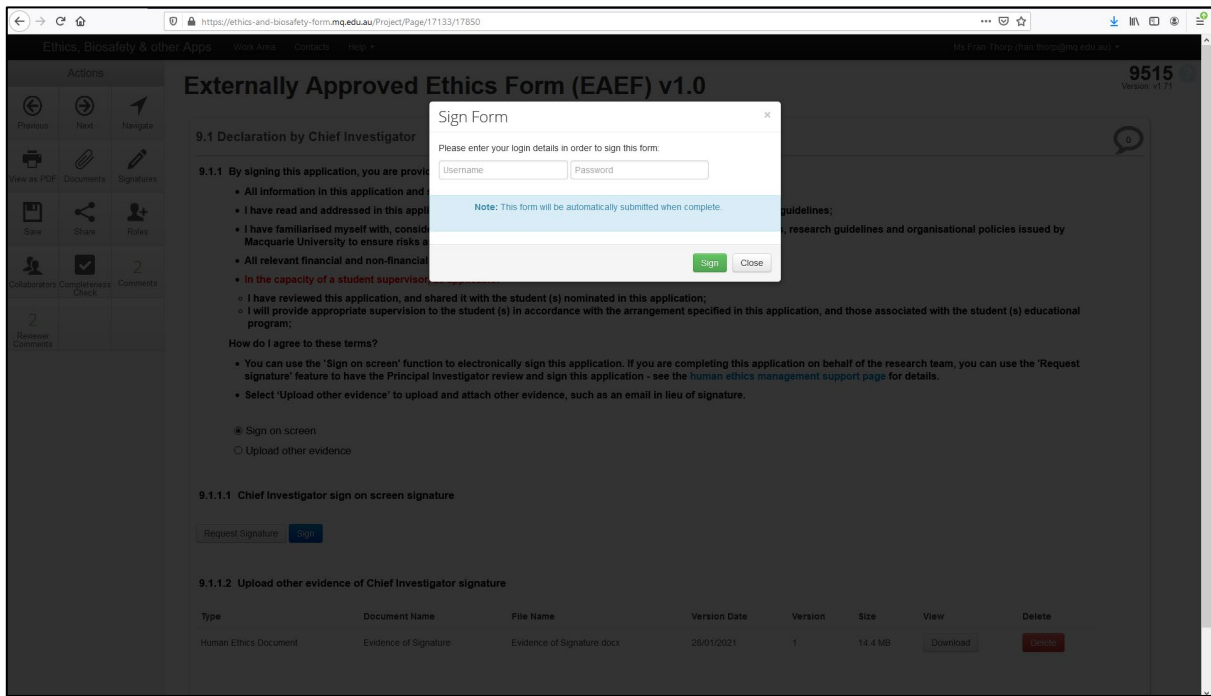 https://ethics-and-biosafety-form.mq.edu.au/Project/Page/17133/17850
Ethics, Biosafety & other Apps Work Area Contacts Help Ms Fran Thorp (fran.thorp@mq.edu.au)
Actions
Previous Next Navigate
View as PDF Documents Signatures
Save Share Roles
Collaborators Completeness Check 2 Comments
2 Reviewer Comments
Externally Approved Ethics Form (EAEF) v1.0
9515
Version: v1.71
Sign Form ×
Please enter your login details in order to sign this form:
Username Password
Note: This form will be automatically submitted when complete.
Sign Close
9.1 Declaration by Chief Investigator
0
9.1.1 By signing this application, you are provid
• All information in this application and s
• I have read and addressed in this appli guidelines;
• I have familiarised myself with, conside , research guidelines and organisational policies issued by
Macquarie University to ensure risks a
• All relevant financial and non-financial
• In the capacity of a student supervisor,
○ I have reviewed this application, and shared it with the student (s) nominated in this application;
○ I will provide appropriate supervision to the student (s) in accordance with the arrangement specified in this application, and those associated with the student (s) educational
program;
How do I agree to these terms?
• You can use the 'Sign on screen' function to electronically sign this application. If you are completing this application on behalf of the research team, you can use the 'Request
signature' feature to have the Principal Investigator review and sign this application - see the human ethics management support page for details.
• Select 'Upload other evidence' to upload and attach other evidence, such as an email in lieu of signature.
Sign on screen
Upload other evidence
9.1.1.1 Chief Investigator sign on screen signature
Request Signature Sign
9.1.1.2 Upload other evidence of Chief Investigator signature
Type Document Name File Name Version Date Version Size View Delete
Human Ethics Document Evidence of Signature Evidence of Signature.docx 28/01/2021 1 14.4 MB Download Delete